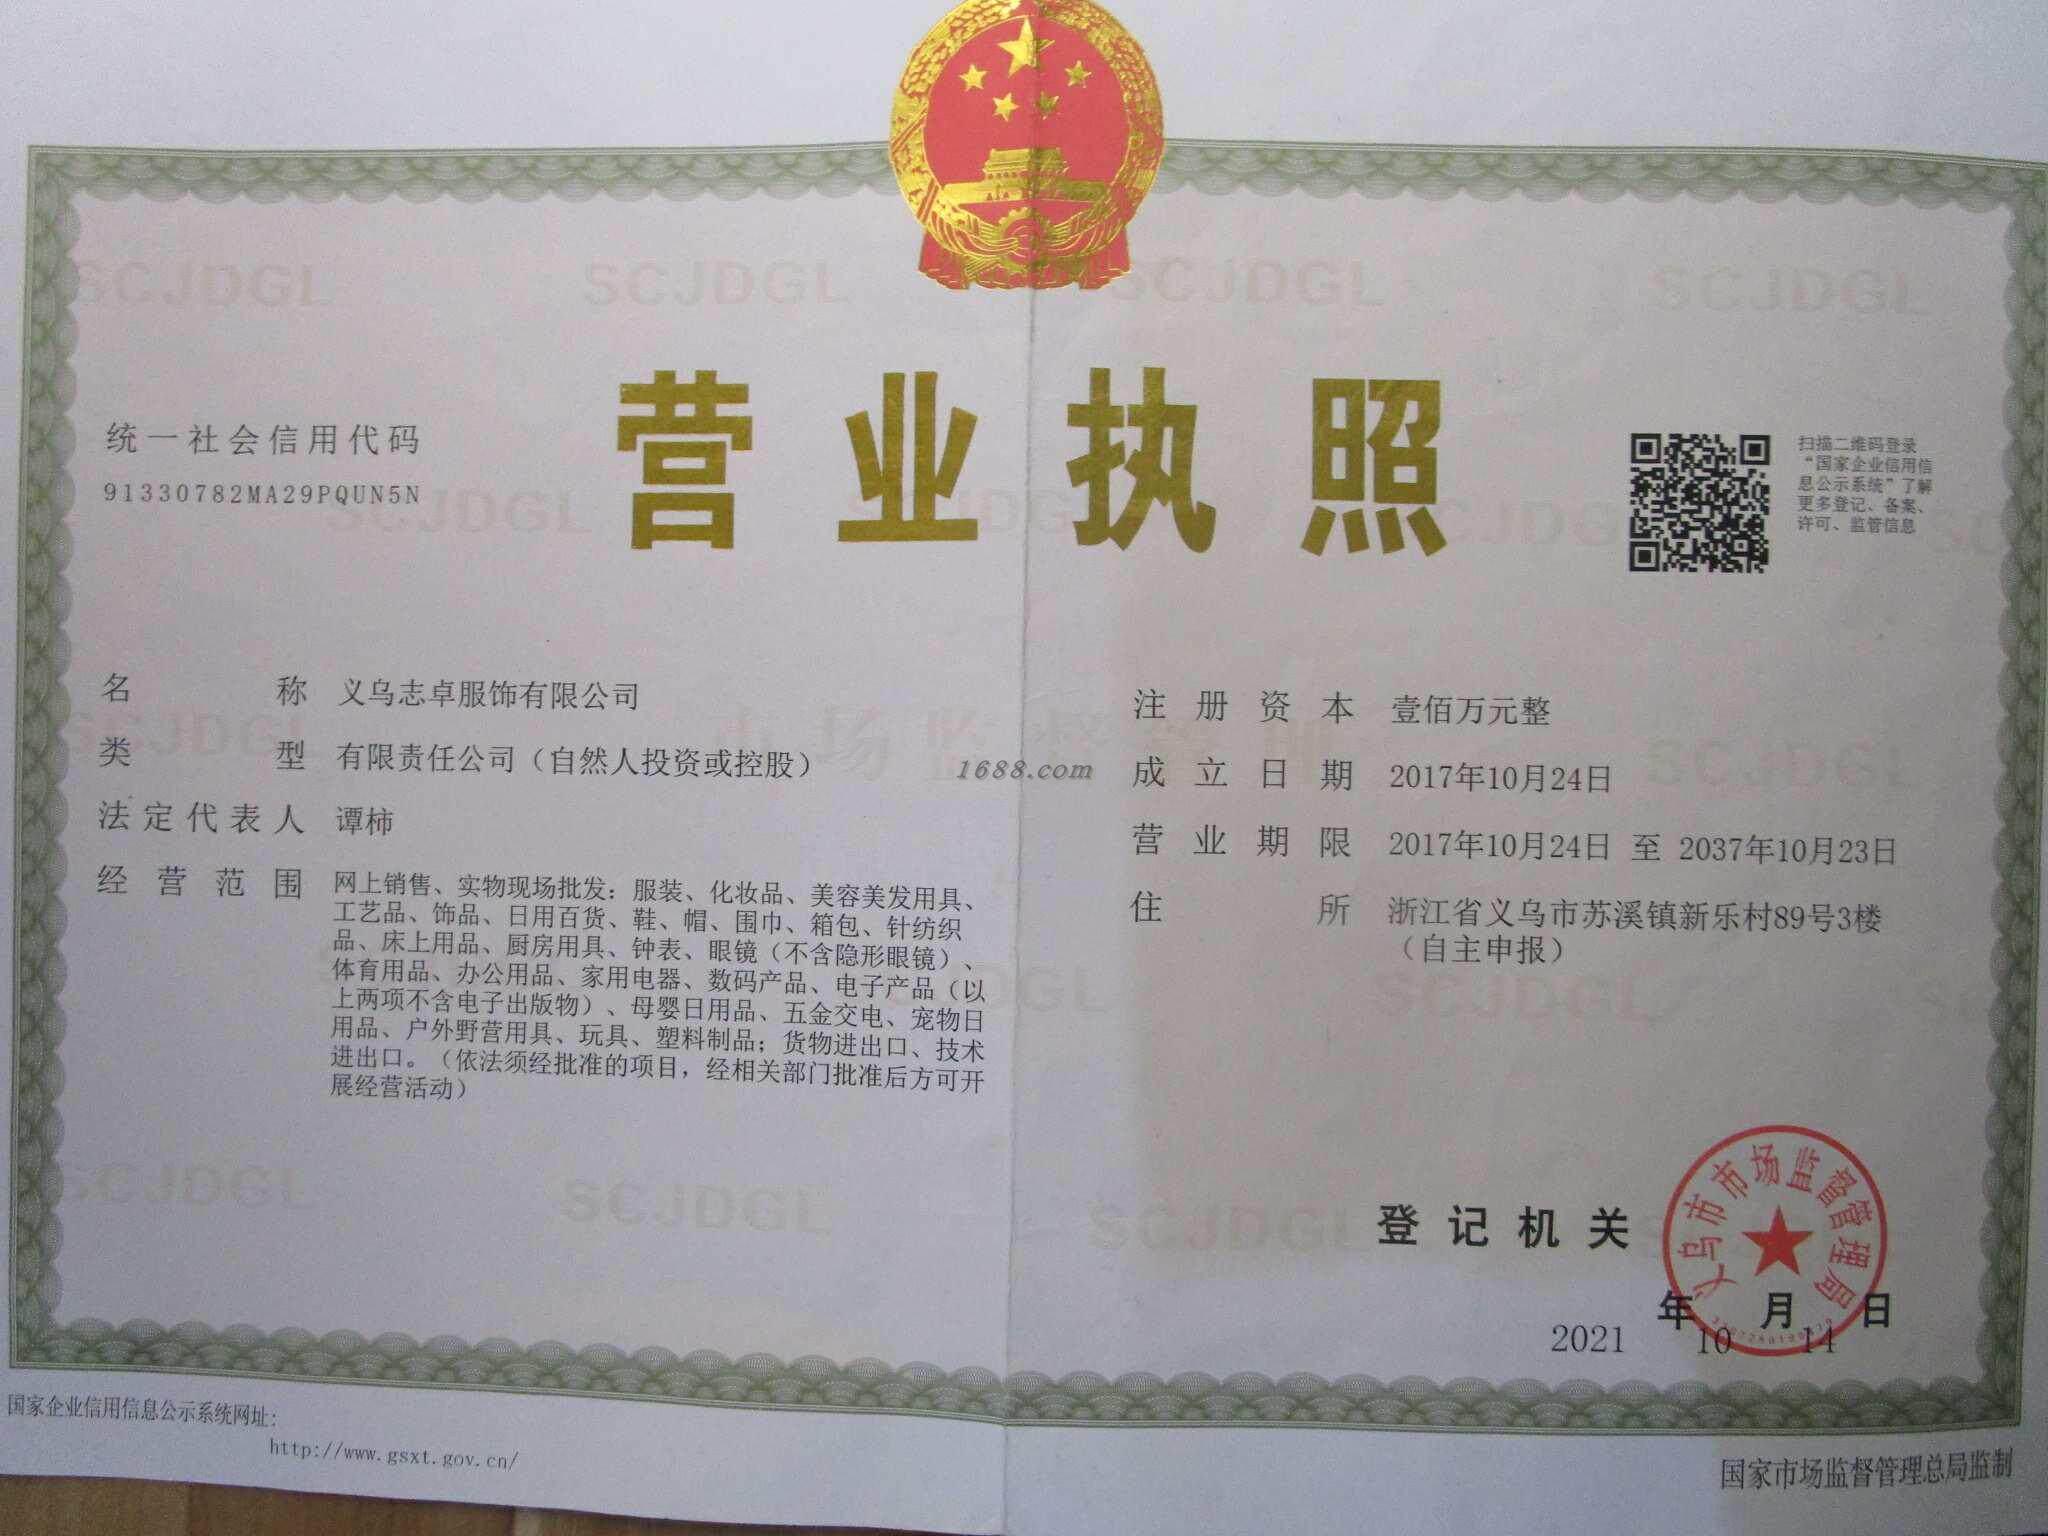 营业执照
统一社会信用代码
91330782MA29PQUN5N
扫描二维码登录
“国家企业信用信
息公示系统”了解
更多登记、备案、
许可、监管信息
名称 义乌志卓服饰有限公司
类型 有限责任公司（自然人投资或控股）
法定代表人 谭柿
经营范围 网上销售、实物现场批发：服装、化妆品、美容美发用具、
工艺品、饰品、日用百货、鞋、帽、围巾、箱包、针纺织
品、床上用品、厨房用具、钟表、眼镜（不含隐形眼镜）、
体育用品、办公用品、家用电器、数码产品、电子产品（以
上两项不含电子出版物）、母婴日用品、五金交电、宠物日
用品、户外野营用具、玩具、塑料制品；货物进出口、技术
进出口。（依法须经批准的项目，经相关部门批准后方可开
展经营活动）
1688.com
注册资本 壹佰万元整
成立日期 2017年10月24日
营业期限 2017年10月24日 至 2037年10月23日
住所 浙江省义乌市苏溪镇新乐村89号3楼
（自主申报）
登记机关
义乌市市场监督管理局
2021年10月14日
国家企业信用信息公示系统网址：
http://www.gsxt.gov.cn/
国家市场监督管理总局监制
SCJDGL